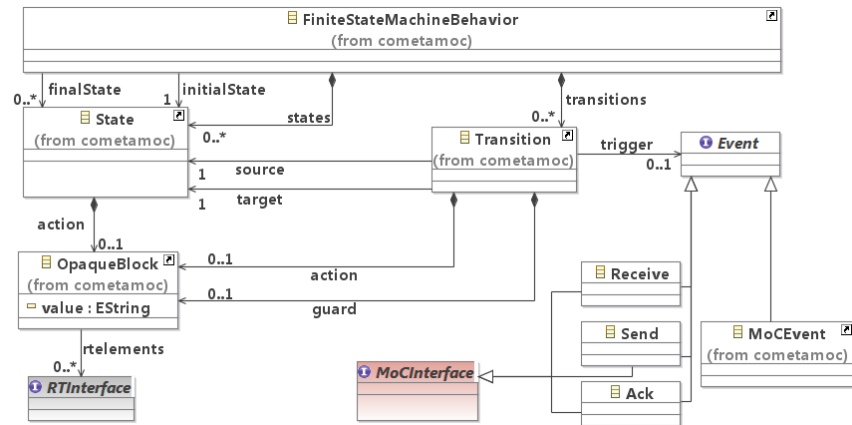 FiniteStateMachineBehavior
(from cometamoc)
finalState
initialState
0..*
1
states
0..*
transitions
0..*
State
(from cometamoc)
Transition
(from cometamoc)
trigger
0..1
Event
source
1
target
1
action
0..1
OpaqueBlock
(from cometamoc)
value : EString
0..1
action
0..1
guard
rtelements
0..*
RTInterface
MoCInterface
Receive
Send
Ack
MoCEvent
(from cometamoc)